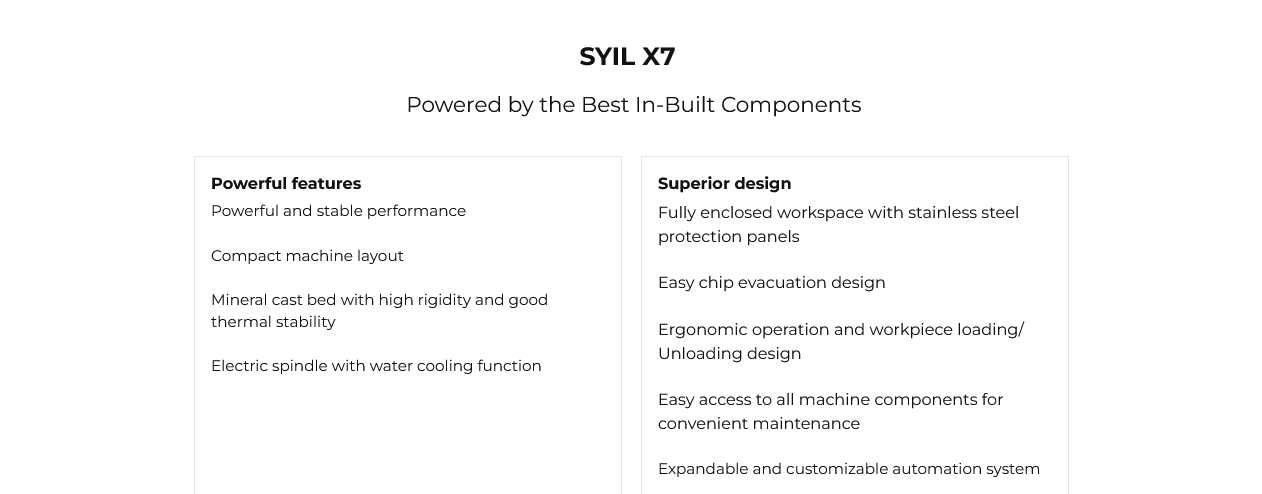 SYIL X7
Powered by the Best In-Built Components
Powerful features
Powerful and stable performance
Compact machine layout
Mineral cast bed with high rigidity and good
thermal stability
Electric spindle with water cooling function
Superior design
Fully enclosed workspace with stainless steel
protection panels
Easy chip evacuation design
Ergonomic operation and workpiece loading/
Unloading design
Easy access to all machine components for
convenient maintenance
Expandable and customizable automation system